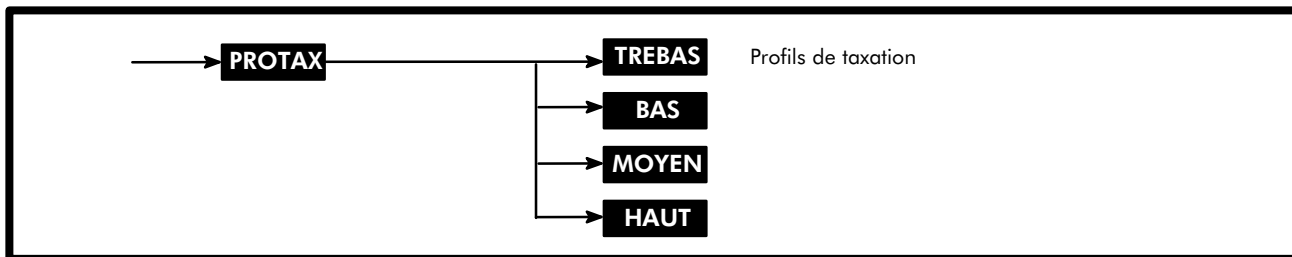 PROTAX
TREBAS
Profils de taxation
BAS
MOYEN
HAUT